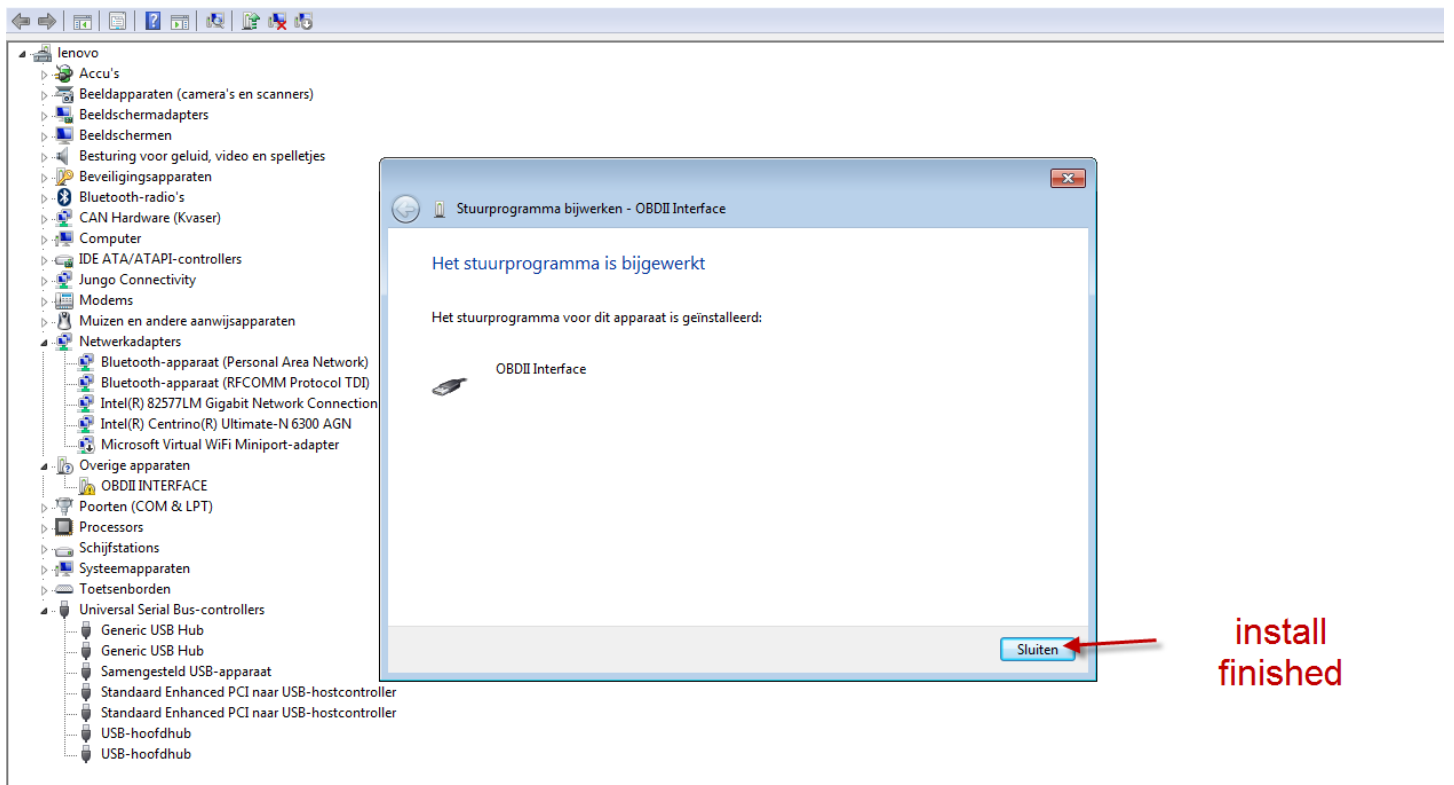 lenovo
Accu's
Beeldapparaten (camera's en scanners)
Beeldschermadapters
Beeldschermen
Besturing voor geluid, video en spelletjes
Beveiligingsapparaten
Bluetooth-radio's
CAN Hardware (Kvaser)
Computer
IDE ATA/ATAPI-controllers
Jungo Connectivity
Modems
Muizen en andere aanwijsapparaten
Netwerkadapters
Bluetooth-apparaat (Personal Area Network)
Bluetooth-apparaat (RFCOMM Protocol TDI)
Intel(R) 82577LM Gigabit Network Connection
Intel(R) Centrino(R) Ultimate-N 6300 AGN
Microsoft Virtual WiFi Miniport-adapter
Overige apparaten
OBDII INTERFACE
Poorten (COM & LPT)
Processors
Schijfstations
Systeemapparaten
Toetsenborden
Universal Serial Bus-controllers
Generic USB Hub
Generic USB Hub
Samengesteld USB-apparaat
Standaard Enhanced PCI naar USB-hostcontroller
Standaard Enhanced PCI naar USB-hostcontroller
USB-hoofdhub
USB-hoofdhub
Stuurprogramma bijwerken - OBDII Interface
Het stuurprogramma is bijgewerkt
Het stuurprogramma voor dit apparaat is geïnstalleerd:
OBDII Interface
Sluiten
install
finished